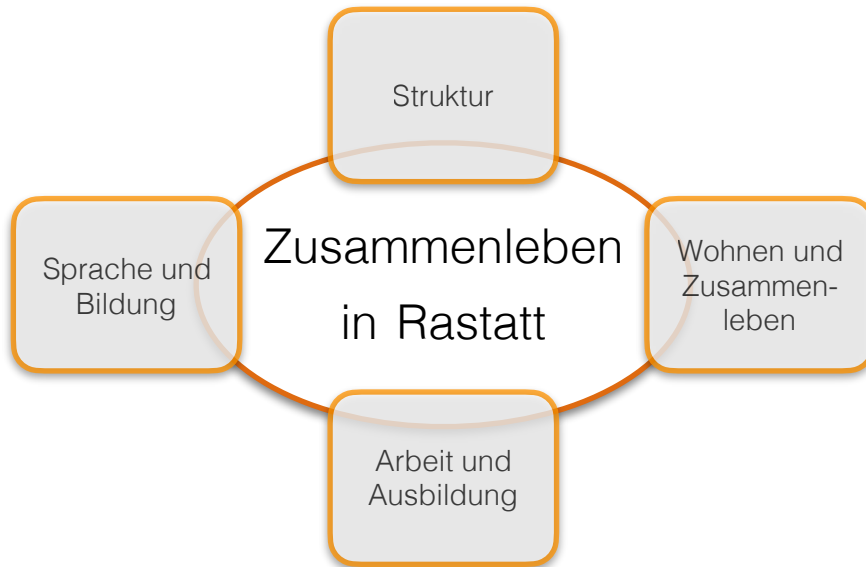 Struktur
Zusammenleben
in Rastatt
Sprache und
Bildung
Wohnen und
Zusammen-
leben
Arbeit und
Ausbildung